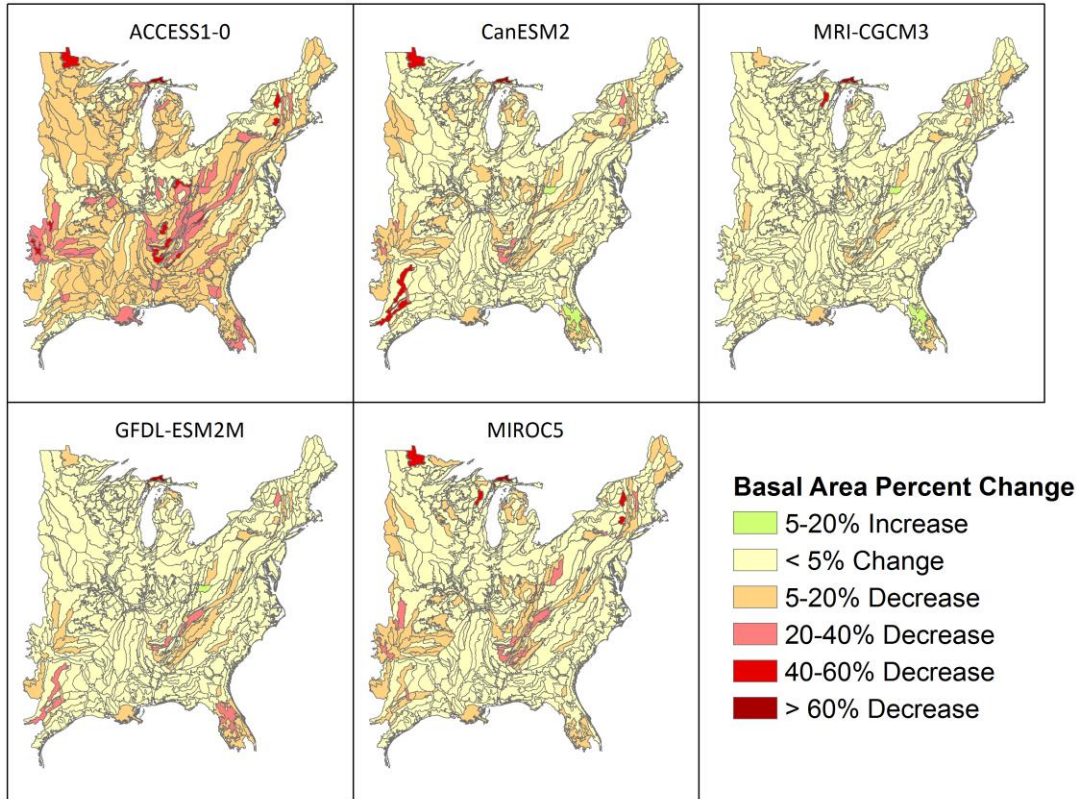 ACCESS1-0
CanESM2
MRI-CGCM3
GFDL-ESM2M
MIROC5
Basal Area Percent Change
5-20% Increase
< 5% Change
5-20% Decrease
20-40% Decrease
40-60% Decrease
> 60% Decrease